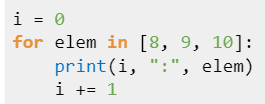 i = 0
for elem in [8, 9, 10]:
    print(i, ":", elem)
    i += 1